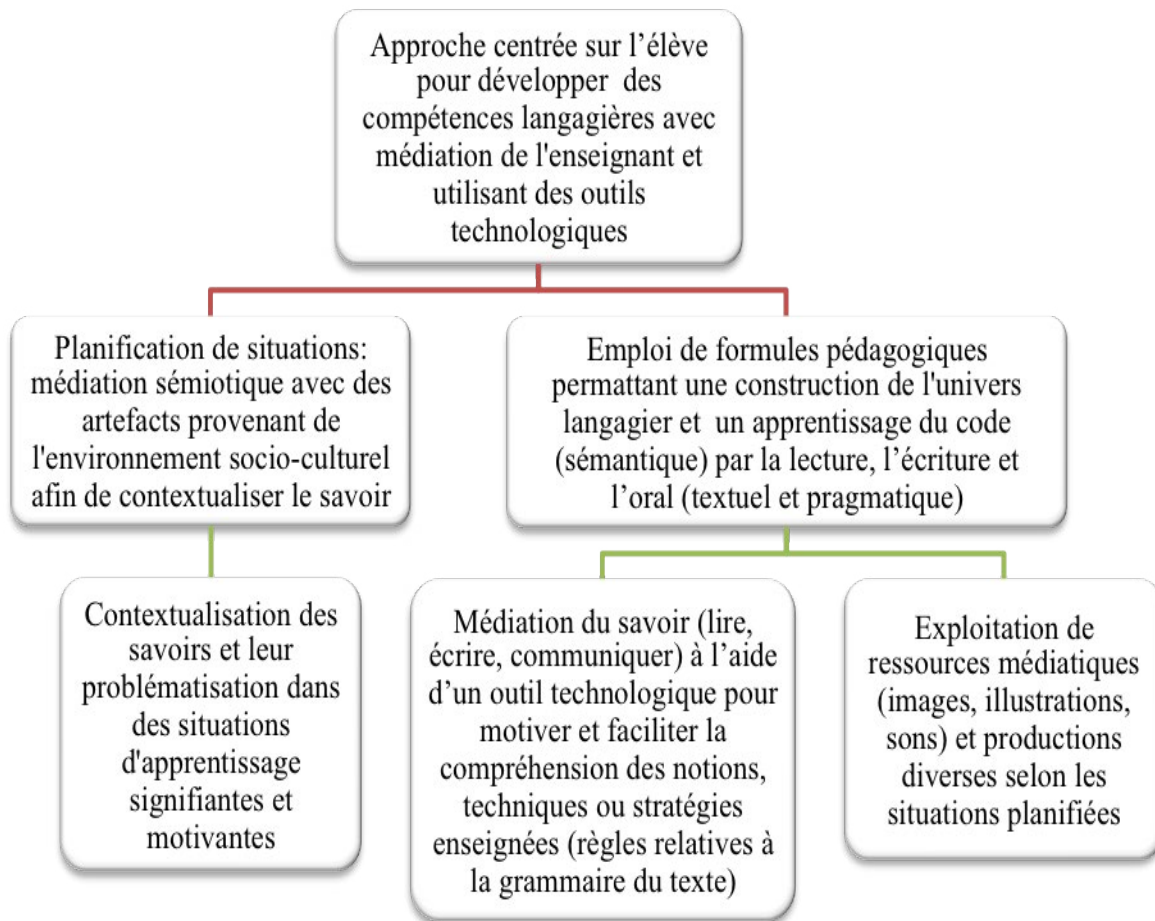 Approche centrée sur l’élève
pour développer des
compétences langagières avec
médiation de l'enseignant et
utilisant des outils
technologiques
Planification de situations:
médiation sémiotique avec des
artefacts provenant de
l'environnement socio-culturel
afin de contextualiser le savoir
Emploi de formules pédagogiques
permattant une construction de l'univers
langagier et un apprentissage du code
(sémantique) par la lecture, l’écriture et
l’oral (textuel et pragmatique)
Contextualisation des
savoirs et leur
problématisation dans
des situations
d'apprentissage
signifiantes et
motivantes
Médiation du savoir (lire,
écrire, communiquer) à l’aide
d’un outil technologique pour
motiver et faciliter la
compréhension des notions,
techniques ou stratégies
enseignées (règles relatives à
la grammaire du texte)
Exploitation de
ressources médiatiques
(images, illustrations,
sons) et productions
diverses selon les
situations planifiées